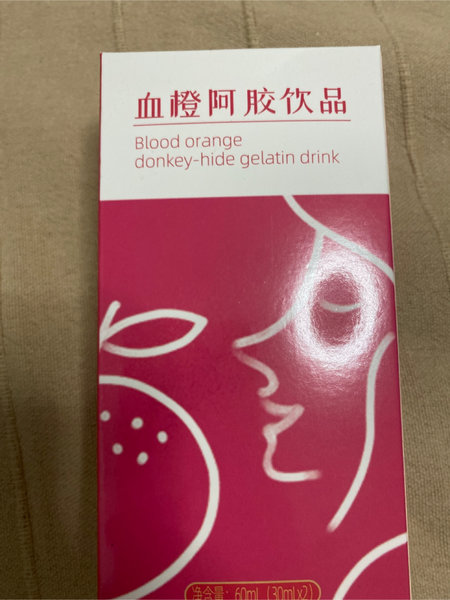 血橙阿胶饮品
Blood orange
donkey-hide gelatin drink
净含量：60mL（30mL×2）